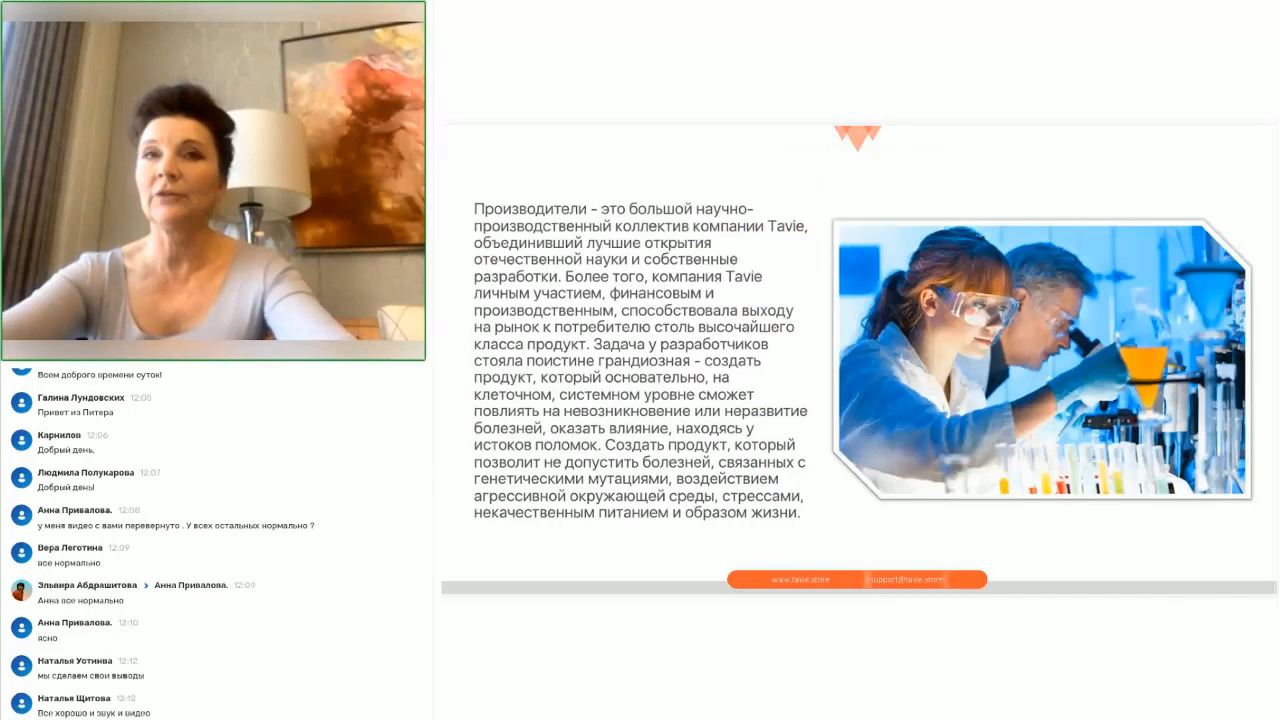 Всем доброго времени суток!
Галина Лундовских 12:05
Привет из Питера
Карнилов 12:06
Добрый день.
Людмила Полукарова 12:07
Добрый день!
Анна Привалова. 12:08
у меня видео с вами перевернуто . У всех остальных нормально ?
Вера Леготина 12:09
все нормально
Эльвира Абдрашитова > Анна Привалова. 12:09
Анна все нормально
Анна Привалова. 12:10
ясно
Наталья Устинва 12:12
мы сделаем свои выводы
Наталья Щитова 12:12
Все хорошо и звук и видео
Производители - это большой научно-
производственный коллектив компании Tavie,
объединивший лучшие открытия
отечественной науки и собственные
разработки. Более того, компания Tavie
личным участием, финансовым и
производственным, способствовала выходу
на рынок к потребителю столь высочайшего
класса продукт. Задача у разработчиков
стояла поистине грандиозная - создать
продукт, который основательно, на
клеточном, системном уровне сможет
повлиять на невозникновение или неразвитие
болезней, оказать влияние, находясь у
истоков поломок. Создать продукт, который
позволит не допустить болезней, связанных с
генетическими мутациями, воздействием
агрессивной окружающей среды, стрессами,
некачественным питанием и образом жизни.
www.tavie.store support@tavie.store